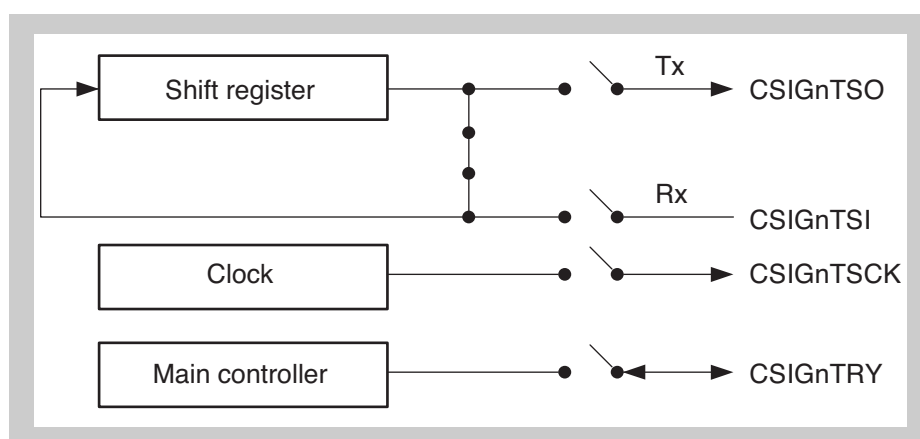 Shift register
Tx
CSIGnTSO
Rx
CSIGnTSI
Clock
CSIGnTSCK
Main controller
CSIGnTRY